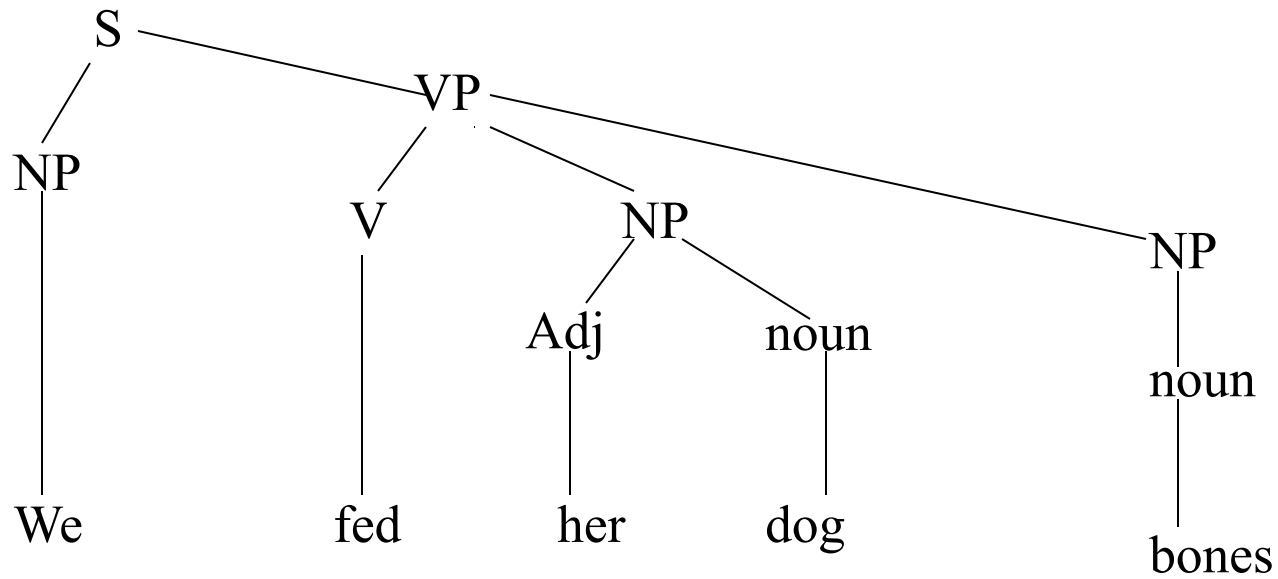 S
VP
NP
V NP NP
Adj noun
noun
We fed her dog
bones